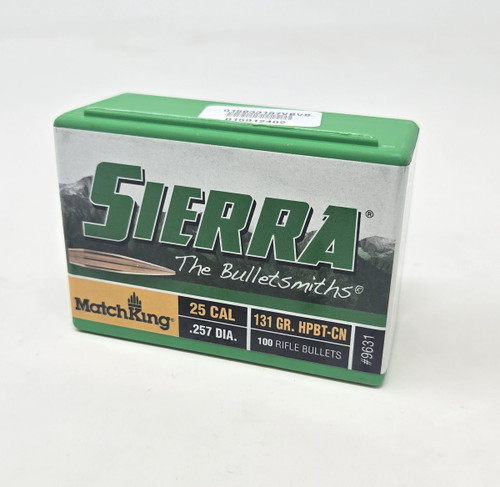 SIERRA®
The Bulletsmiths®
MatchKing®
25 CAL
.257 DIA.
131 GR. HPBT-CN
100 RIFLE BULLETS
#9631